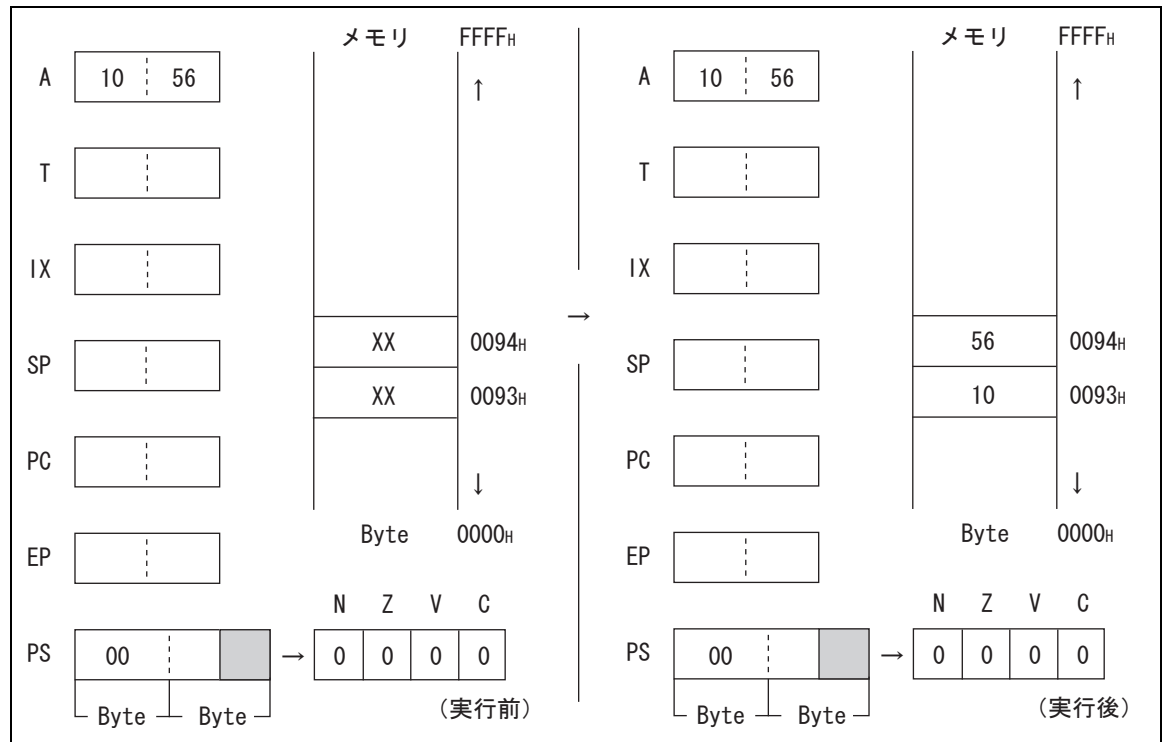 メモリ FFFFH
A 10 56
↑
T
IX
XX 0094H
SP
XX 0093H
PC
↓
Byte 0000H
EP
N Z V C
PS 00 → 0 0 0 0
Byte Byte (実行前)
→
メモリ FFFFH
A 10 56
↑
T
IX
56 0094H
SP
10 0093H
PC
↓
Byte 0000H
EP
N Z V C
PS 00 → 0 0 0 0
Byte Byte (実行後)